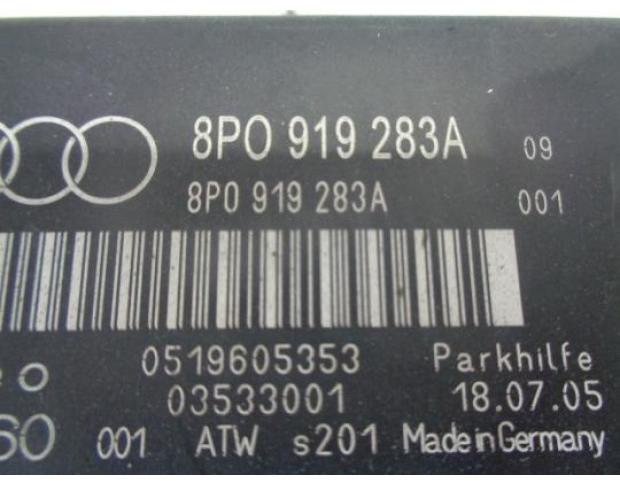 8P0 919 283A 09
8P0 919 283A 001
0519605353 Parkhilfe
03533001 18.07.05
60 001 ATW s201 Made in Germany